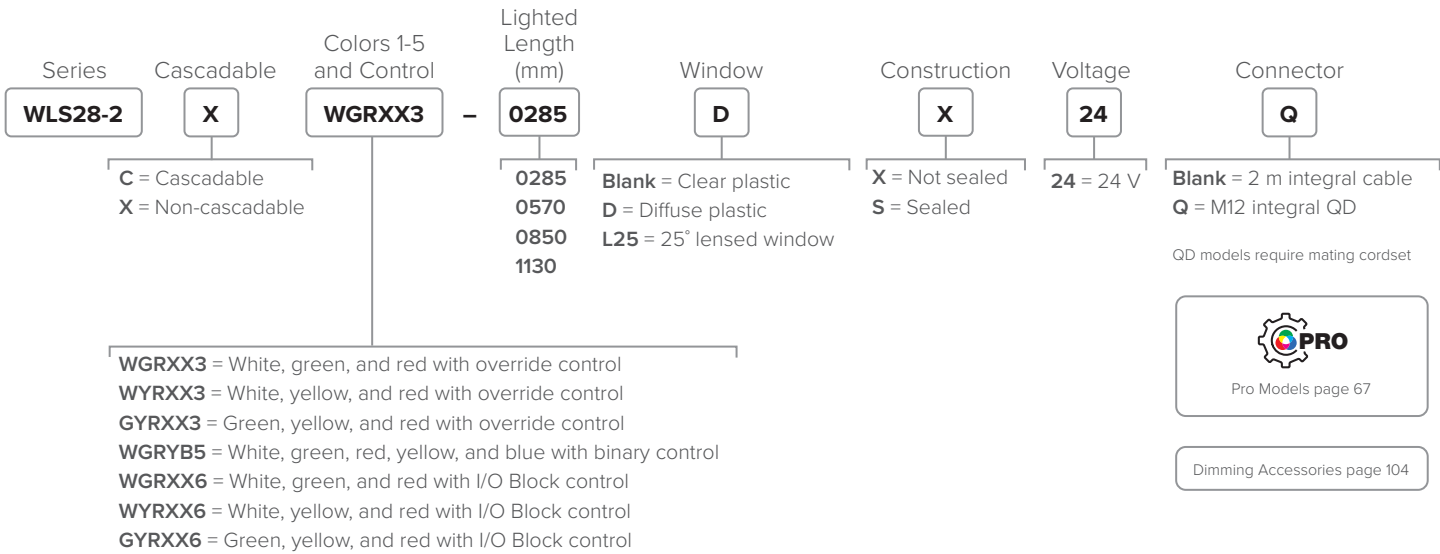 Series
Cascadable
Colors 1-5
and Control
Lighted
Length
(mm)
Window
Construction
Voltage
Connector
WLS28-2
X
WGRXX3
–
0285
D
X
24
Q
C = Cascadable
X = Non-cascadable
0285
0570
0850
1130
Blank = Clear plastic
D = Diffuse plastic
L25 = 25° lensed window
X = Not sealed
S = Sealed
24 = 24 V
Blank = 2 m integral cable
Q = M12 integral QD
QD models require mating cordset
PRO
Pro Models page 67
Dimming Accessories page 104
WGRXX3 = White, green, and red with override control
WYRXX3 = White, yellow, and red with override control
GYRXX3 = Green, yellow, and red with override control
WGRYB5 = White, green, red, yellow, and blue with binary control
WGRXX6 = White, green, and red with I/O Block control
WYRXX6 = White, yellow, and red with I/O Block control
GYRXX6 = Green, yellow, and red with I/O Block control